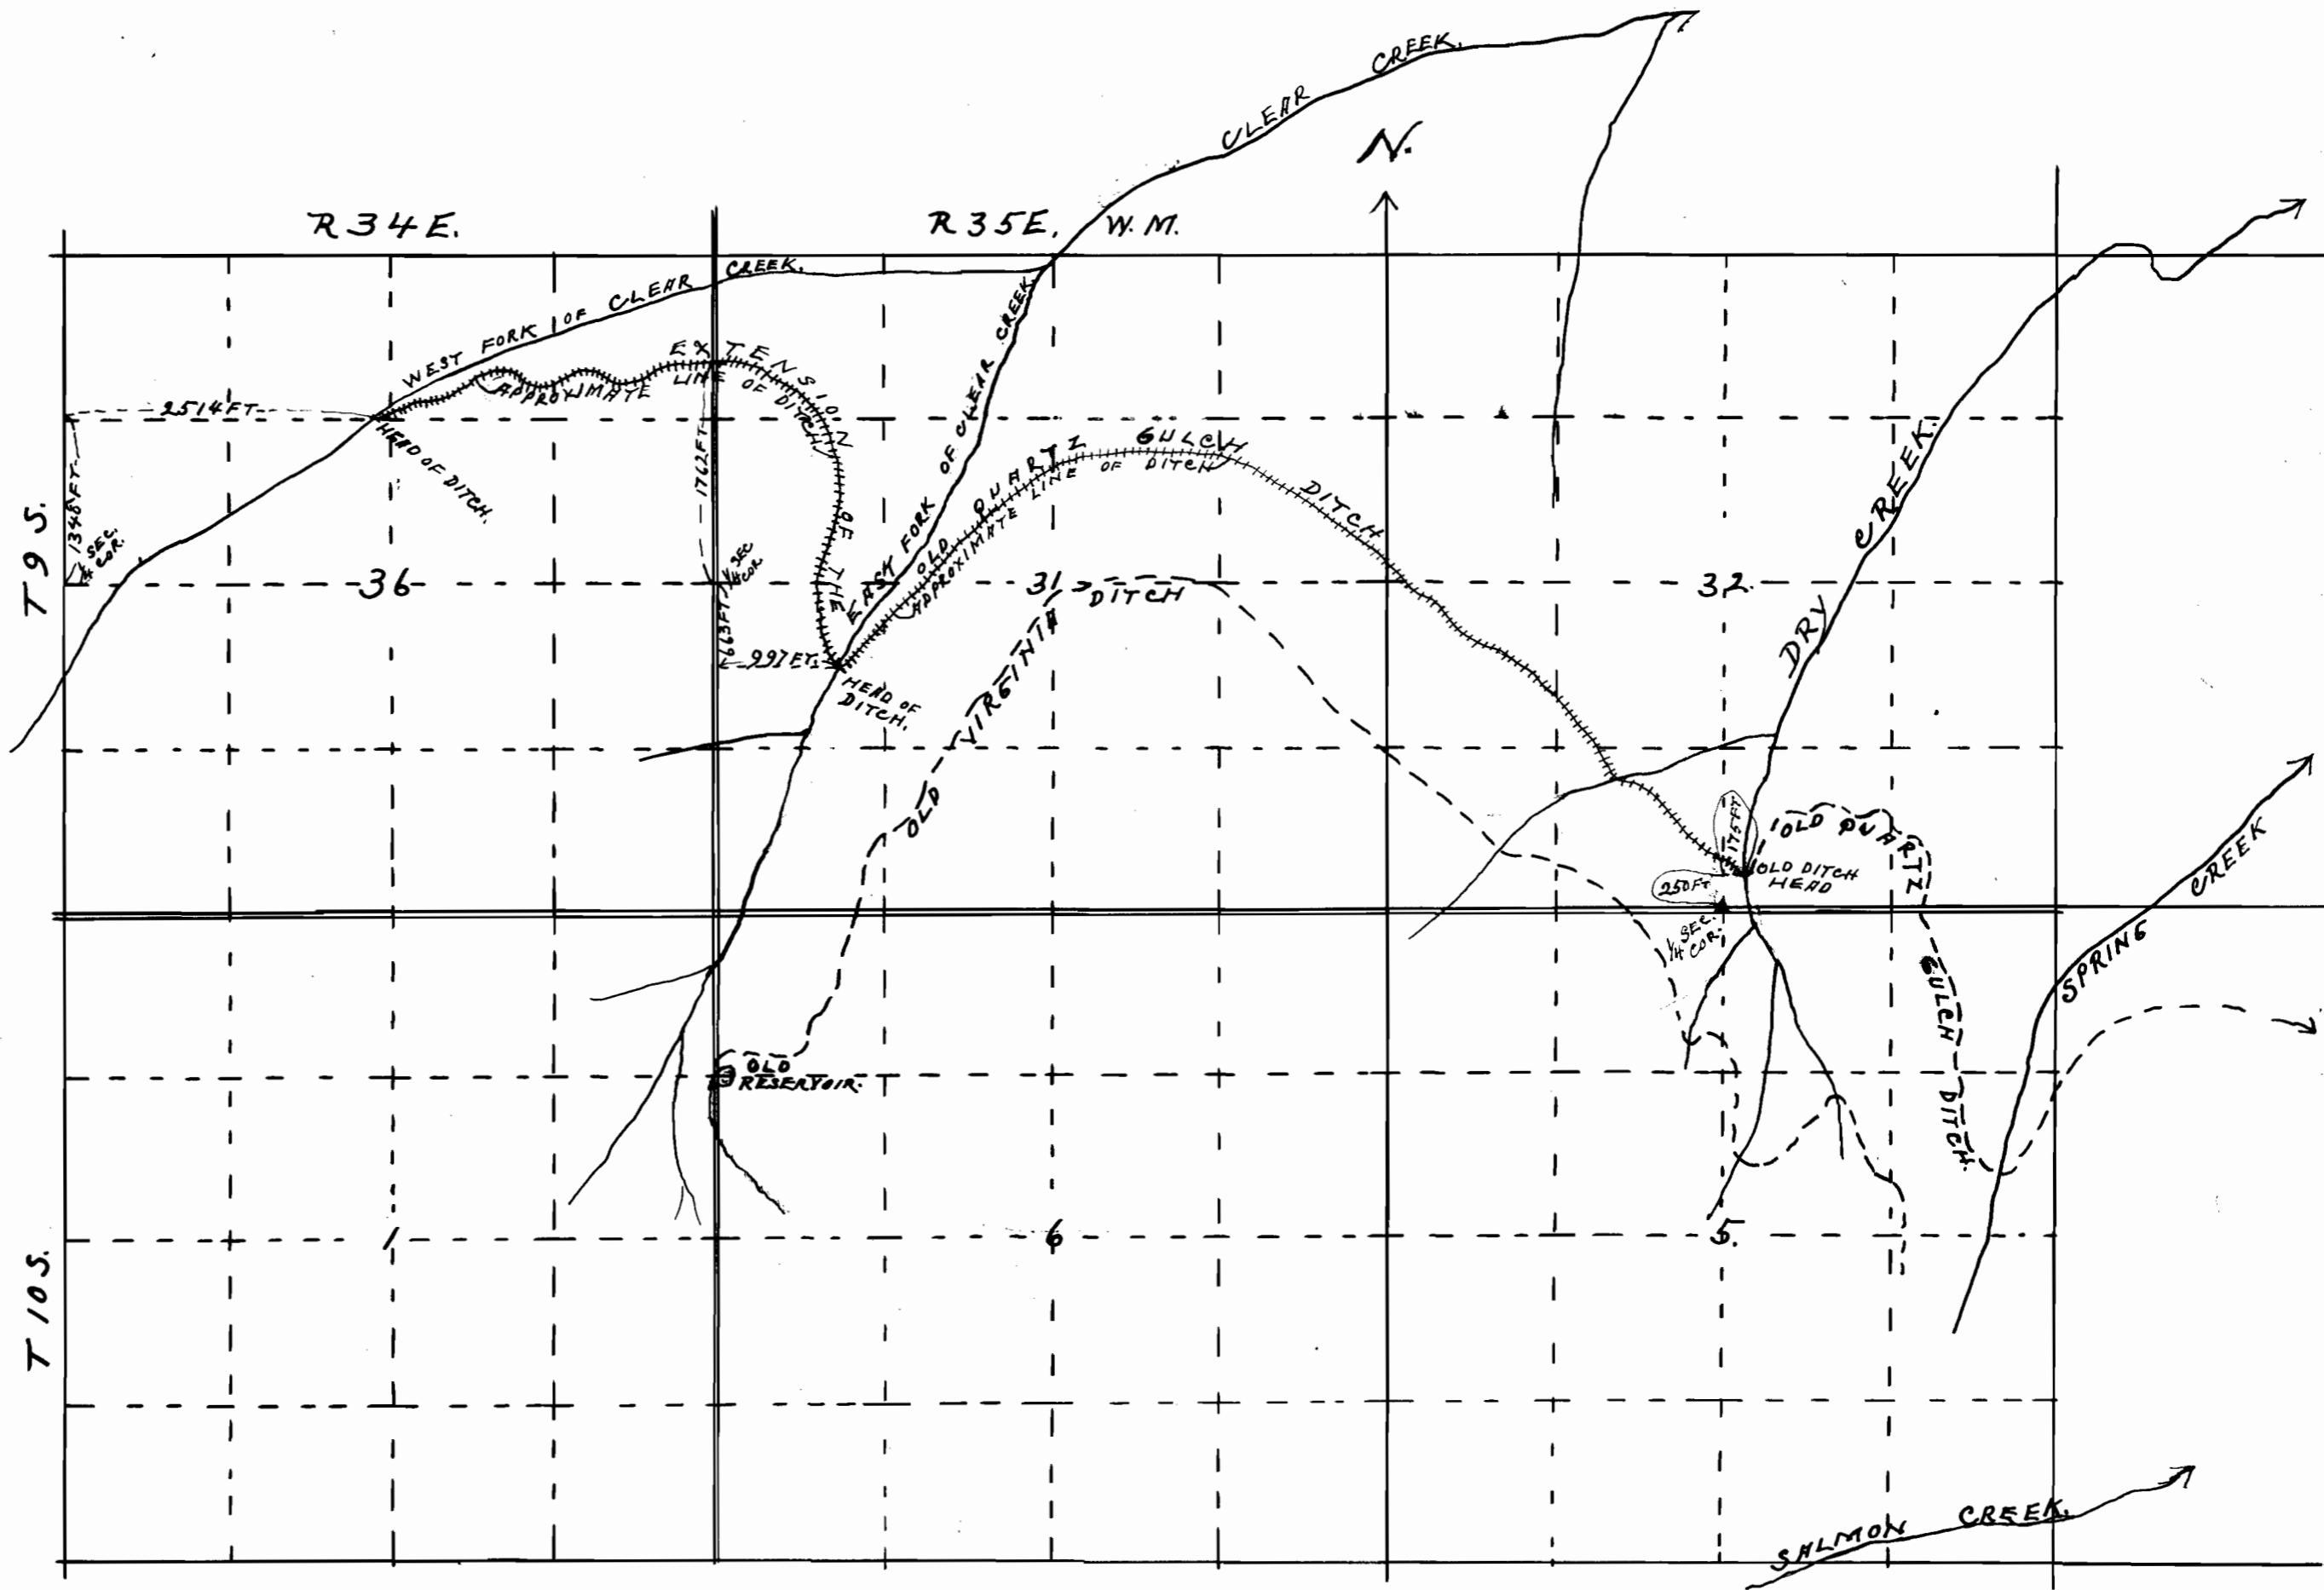 CLEAR CREEK.
N.
R 34 E.
R 35 E. W. M.
WEST FORK OF CLEAR CREEK.
EXTENSION OF THE
APPROXIMATE LINE OF DITCH
2514 FT
HEAD OF DITCH.
1348 FT
1/4 SEC. COR.
1762 FT
1/4 SEC COR.
663 FT
997 FT.
HEAD OF
DITCH.
EAST FORK OF CLEAR CREEK.
OLD QUARTZ GULCH DITCH
APPROXIMATE LINE OF DITCH
T 9 S.
36
31
32.
OLD VIRGINIA DITCH
DRY CREEK.
175 FT
OLD QUARTZ GULCH DITCH.
OLD DITCH
HEAD
250 FT
1/4 SEC.
COR.
SPRING CREEK
OLD
RESERVOIR.
T 10 S.
1
6
5.
SALMON CREEK.